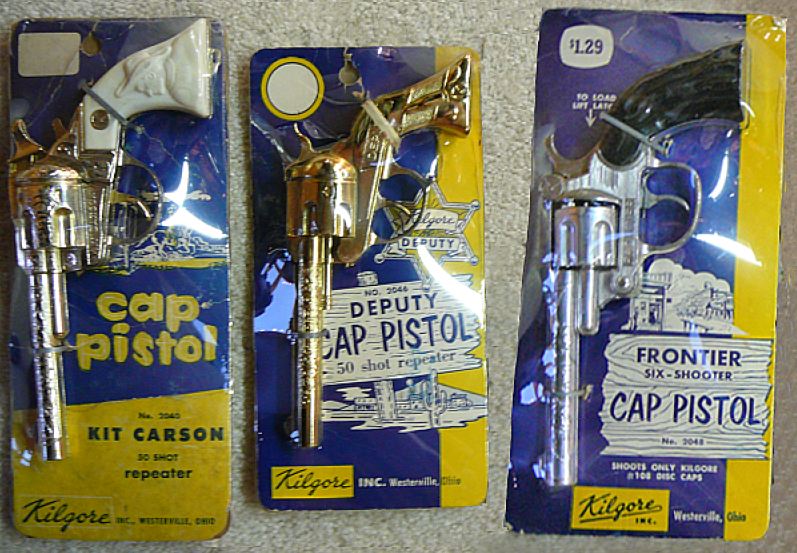 cap
pistol
No. 2040
KIT CARSON
50 SHOT
repeater
Kilgore INC., WESTERVILLE, OHIO
Kilgore
DEPUTY
NO. 2046
DEPUTY
CAP PISTOL
50 shot repeater
Kilgore INC. Westerville, Ohio
$1.29
TO LOAD
LIFT LATCH
FRONTIER
SIX-SHOOTER
CAP PISTOL
No. 2048
SHOOTS ONLY KILGORE
#108 DISC CAPS
Kilgore
INC.
Westerville, Ohio